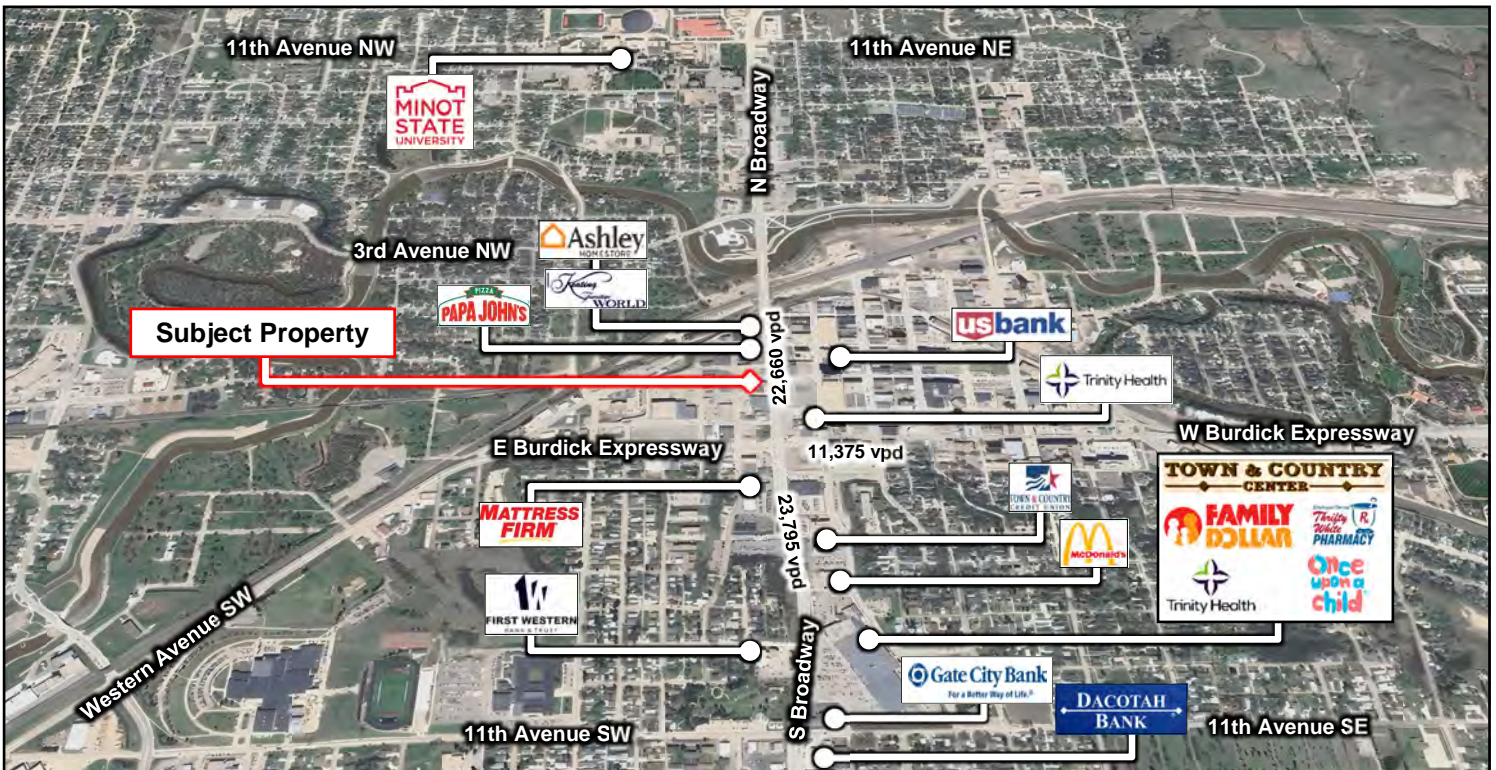 11th Avenue NW
11th Avenue NE
MINOT
STATE
UNIVERSITY
N Broadway
3rd Avenue NW
Ashley
HOMESTORE
Keating
WORLD
PIZZA
PAPA JOHN'S
Subject Property
22,660 vpd
usbank
Trinity Health
E Burdick Expressway
11,375 vpd
W Burdick Expressway
MATTRESS
FIRM
23,795 vpd
TOWN & COUNTRY
CREDIT UNION
McDonald's
TOWN & COUNTRY
CENTER
FAMILY
DOLLAR
Thrifty
White
PHARMACY
Trinity Health
Once
upon a
child
1W
FIRST WESTERN
BANK & TRUST
Western Avenue SW
S Broadway
Gate City Bank
For a Better Way of Life.®
DACOTAH
BANK
11th Avenue SW
11th Avenue SE